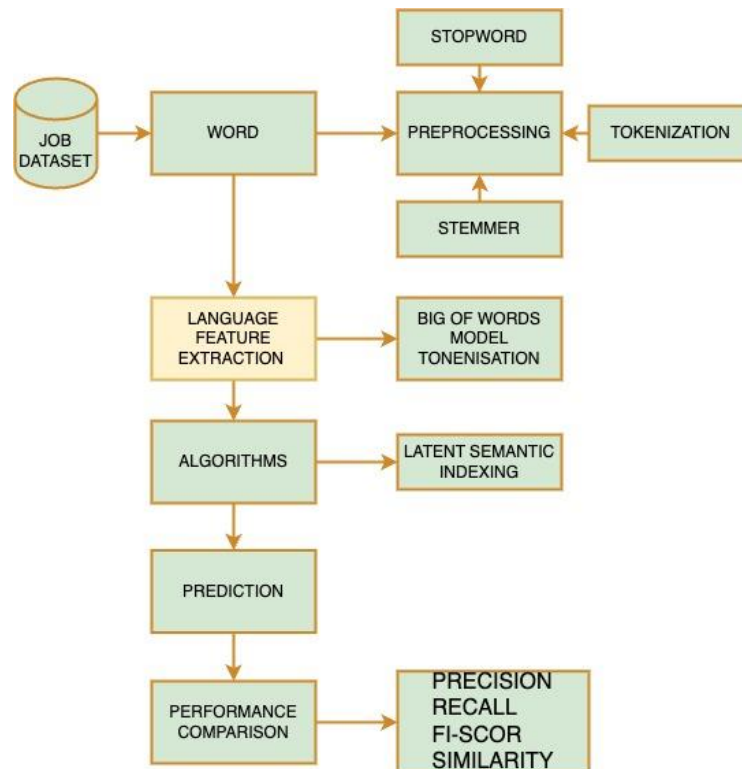 STOPWORD
JOB
DATASET
WORD
PREPROCESSING
TOKENIZATION
STEMMER
LANGUAGE
FEATURE
EXTRACTION
BIG OF WORDS
MODEL
TONENISATION
ALGORITHMS
LATENT SEMANTIC
INDEXING
PREDICTION
PERFORMANCE
COMPARISON
PRECISION
RECALL
FI-SCOR
SIMILARITY